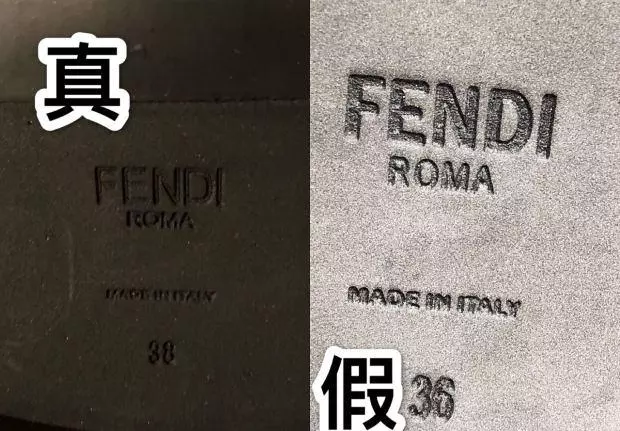 真
FENDI
ROMA
MADE IN ITALY
38
FENDI
ROMA
MADE IN ITALY
假
36